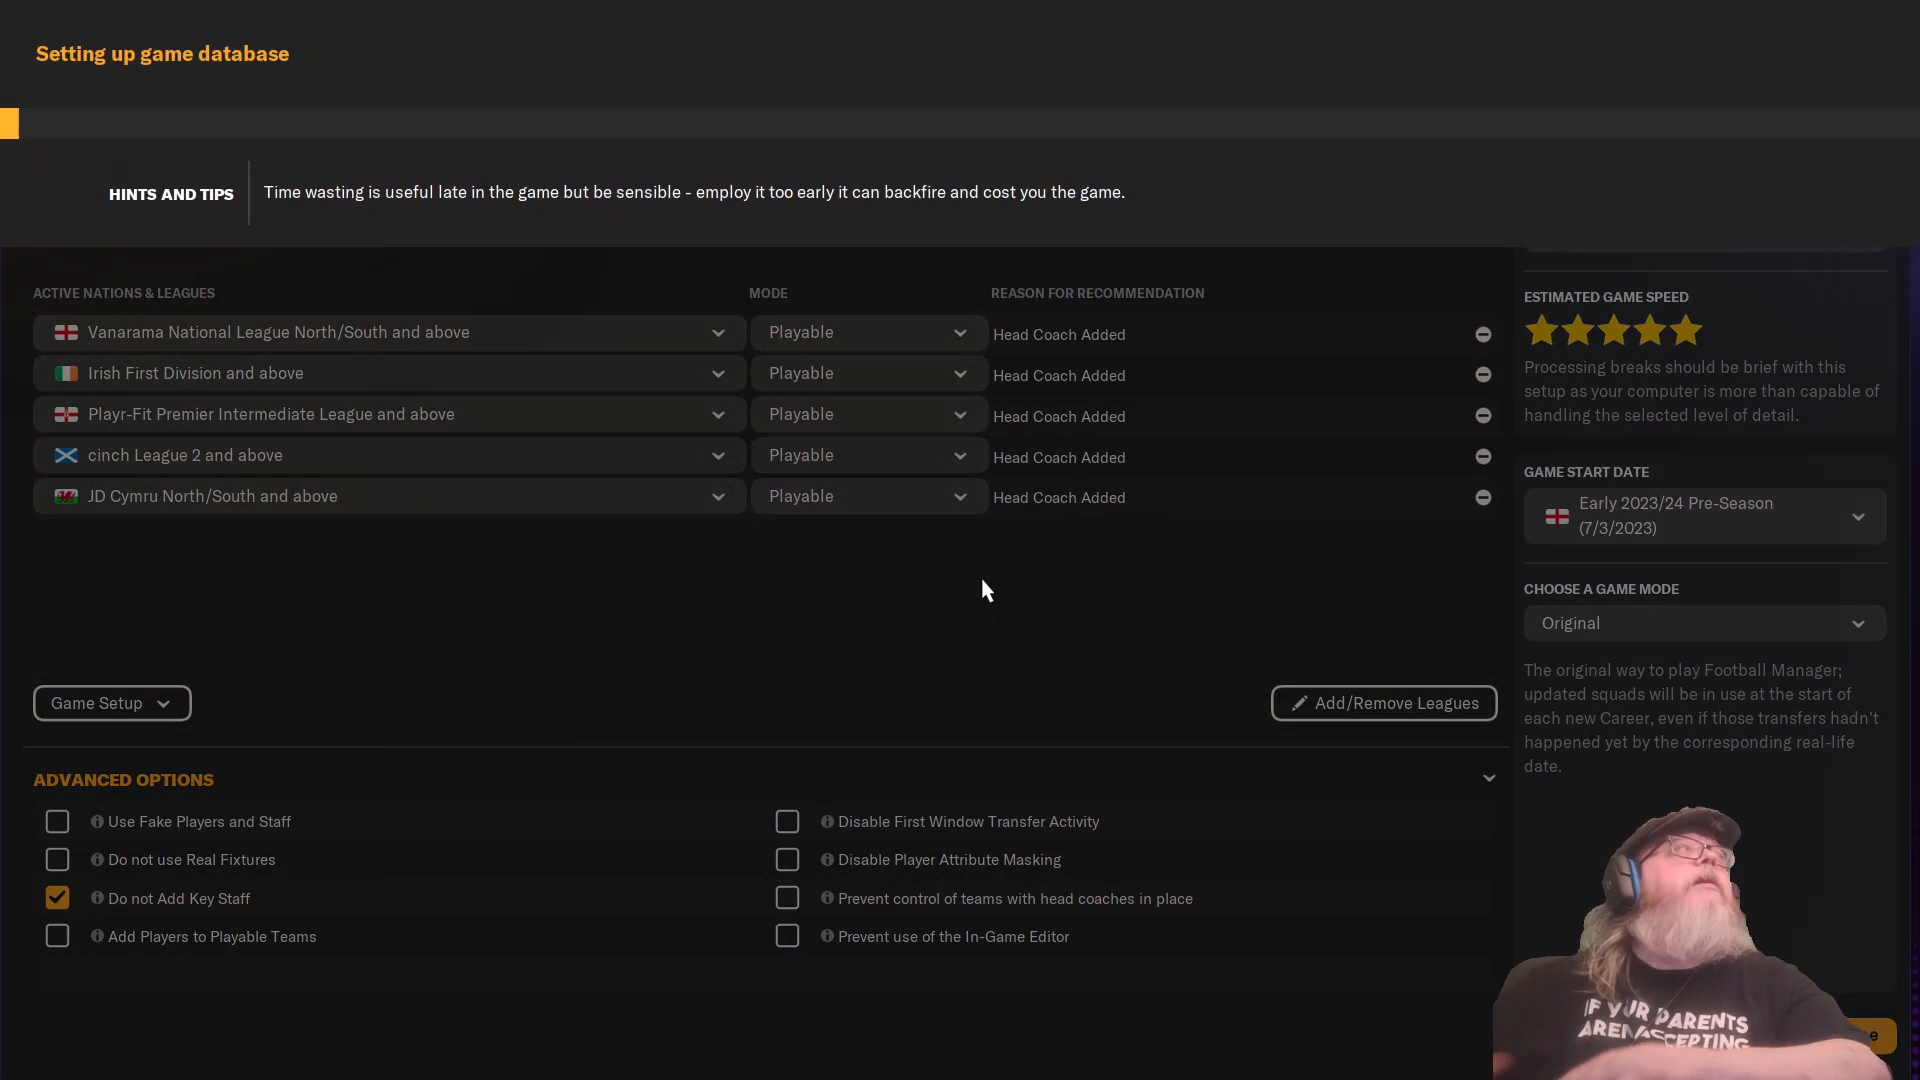 Setting up game database
HINTS AND TIPS
Time wasting is useful late in the game but be sensible - employ it too early it can backfire and cost you the game.
ACTIVE NATIONS & LEAGUES
MODE
REASON FOR RECOMMENDATION
Vanarama National League North/South and above
Playable
Head Coach Added
Irish First Division and above
Playable
Head Coach Added
Playr-Fit Premier Intermediate League and above
Playable
Head Coach Added
cinch League 2 and above
Playable
Head Coach Added
JD Cymru North/South and above
Playable
Head Coach Added
Game Setup
Add/Remove Leagues
ADVANCED OPTIONS
Use Fake Players and Staff
Disable First Window Transfer Activity
Do not use Real Fixtures
Disable Player Attribute Masking
Do not Add Key Staff
Prevent control of teams with head coaches in place
Add Players to Playable Teams
Prevent use of the In-Game Editor
ESTIMATED GAME SPEED
Processing breaks should be brief with this
setup as your computer is more than capable of
handling the selected level of detail.
GAME START DATE
Early 2023/24 Pre-Season
(7/3/2023)
CHOOSE A GAME MODE
Original
The original way to play Football Manager;
updated squads will be in use at the start of
each new Career, even if those transfers hadn't
happened yet by the corresponding real-life
date.
IF YOUR PARENTS
ACCEPTING